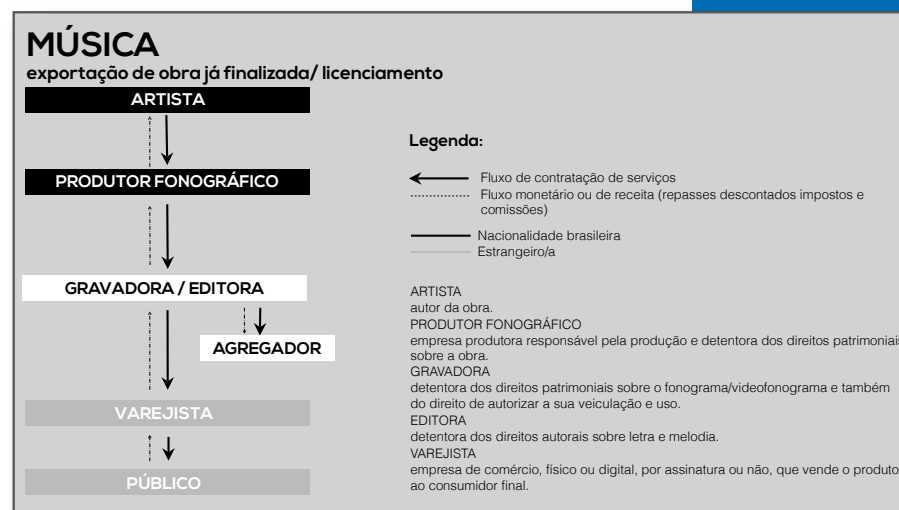 MÚSICA
exportação de obra já finalizada/ licenciamento
ARTISTA
PRODUTOR FONOGRÁFICO
GRAVADORA / EDITORA
AGREGADOR
VAREJISTA
PÚBLICO
Legenda:
Fluxo de contratação de serviços
Fluxo monetário ou de receita (repasses descontados impostos e
comissões)
Nacionalidade brasileira
Estrangeiro/a
ARTISTA
autor da obra.
PRODUTOR FONOGRÁFICO
empresa produtora responsável pela produção e detentora dos direitos patrimoniais
sobre a obra.
GRAVADORA
detentora dos direitos patrimoniais sobre o fonograma/videofonograma e também
do direito de autorizar a sua veiculação e uso.
EDITORA
detentora dos direitos autorais sobre letra e melodia.
VAREJISTA
empresa de comércio, físico ou digital, por assinatura ou não, que vende o produto
ao consumidor final.